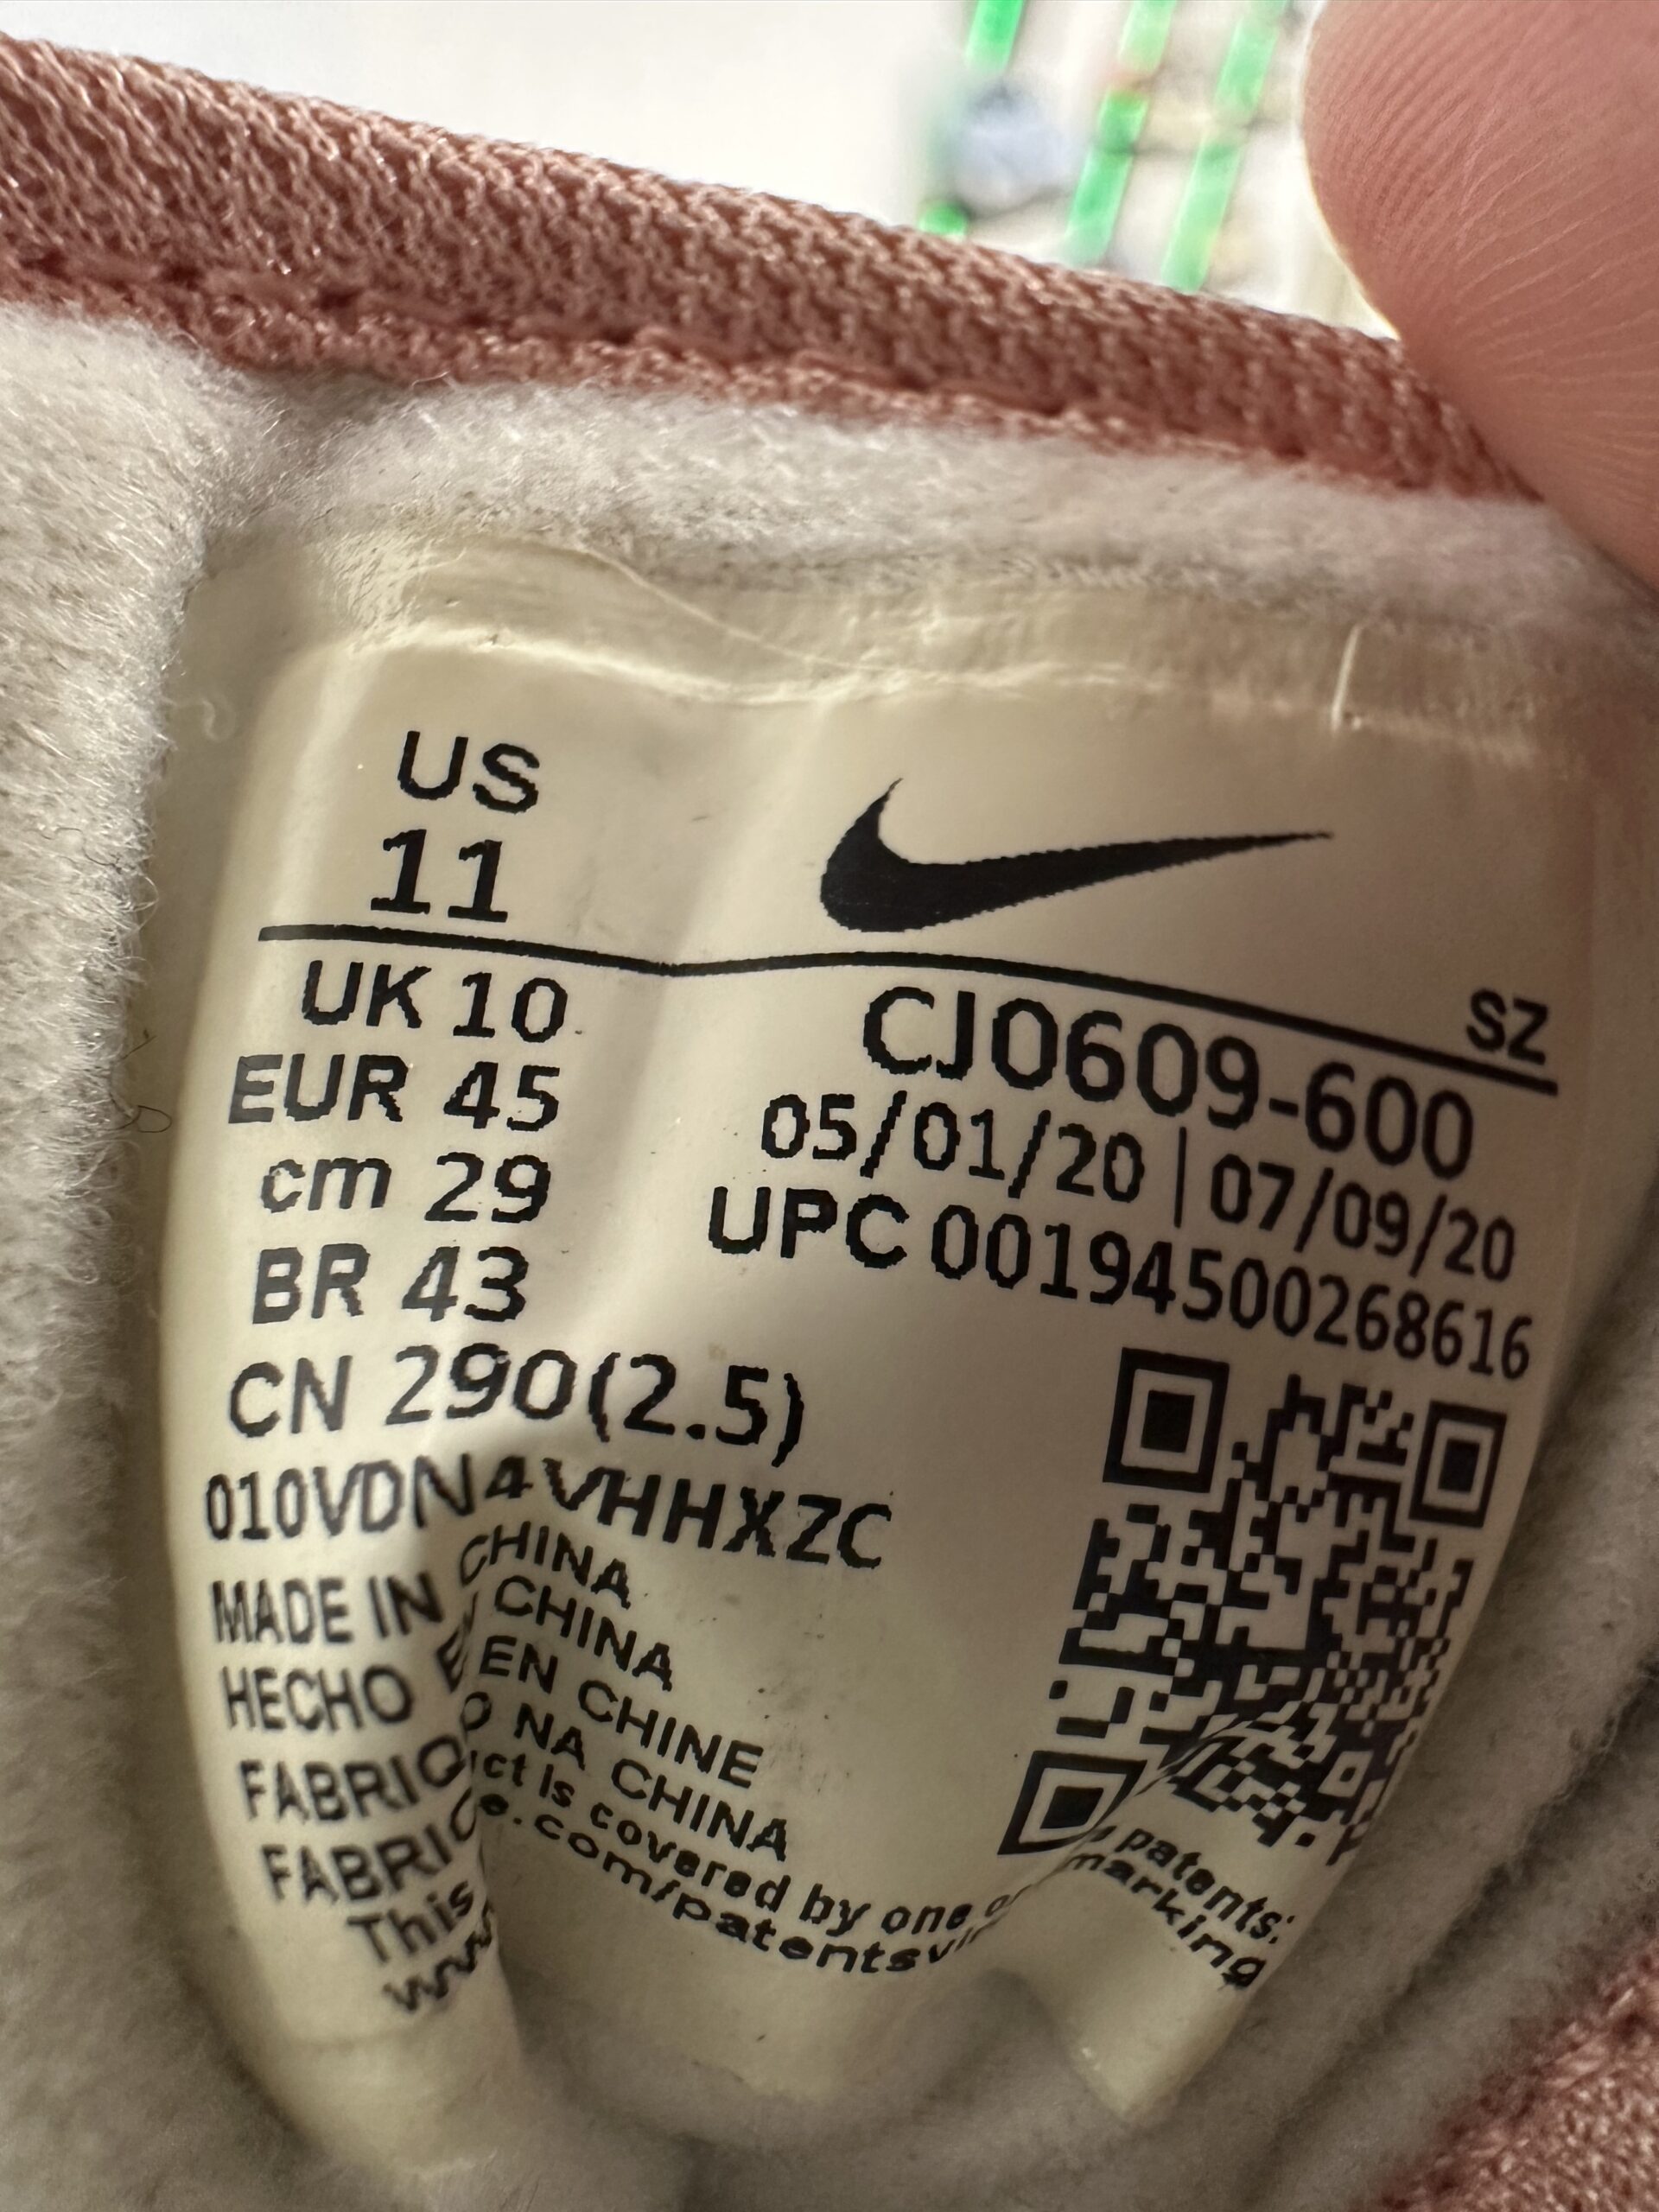 US
11
UK 10
EUR 45
cm 29
BR 43
CN 290(2.5)
010VDN4VHHXZC
SZ
CJ0609-600
05/01/20 | 07/09/20
UPC 00194500268616
MADE IN CHINA
HECHO EN CHINA
FABRIQ EN CHINE
FABRIC O NA CHINA
This ct is covered by one o patents:
www e.com/patentsvi marking